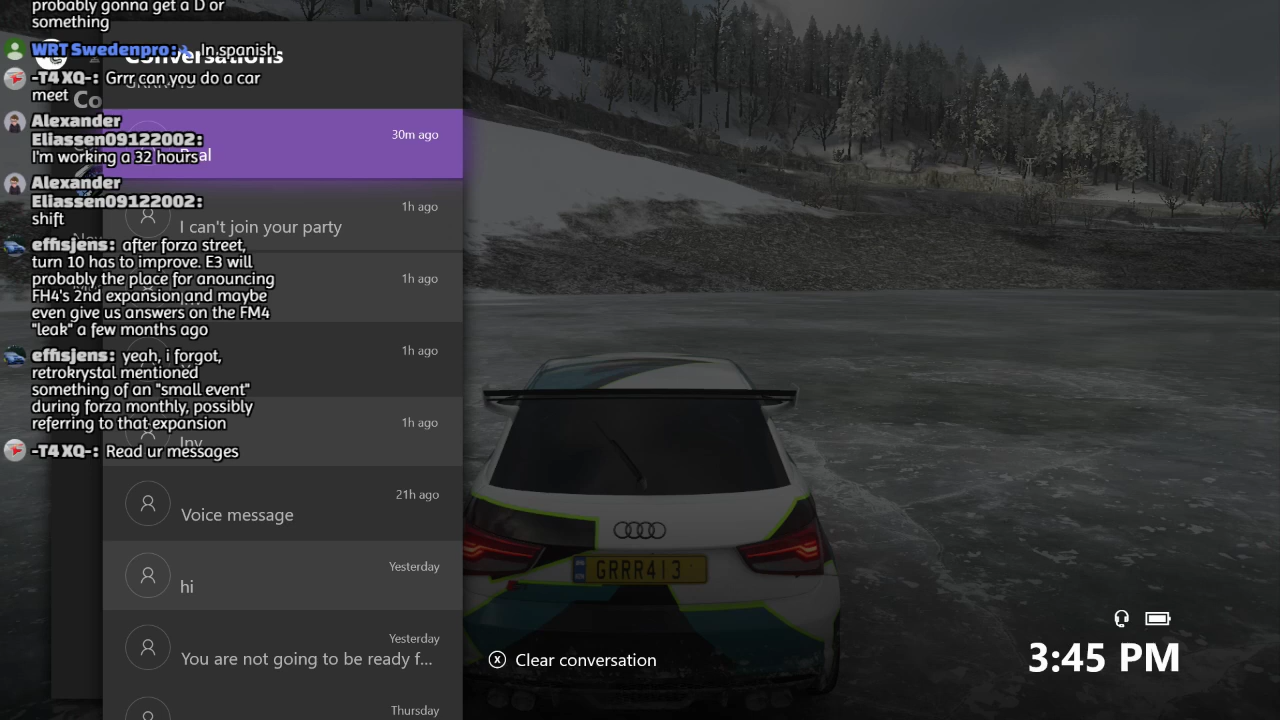 probably gonna get a D or
something
WRT Swedenpro: In spanish
Conversations
-T4 XQ-: Grrr can you do a car
meet
Co
Alexander
Eliassen09122002:
I'm working a 32 hours
30m ago
Alexander
Eliassen09122002:
shift
1h ago
I can't join your party
effisjens: after forza street,
turn 10 has to improve. E3 will
probably the place for anouncing
FH4's 2nd expansion and maybe
even give us answers on the FM4
"leak" a few months ago
1h ago
effisjens: yeah, i forgot,
retrokrystal mentioned
something of an "small event"
during forza monthly, possibly
referring to that expansion
1h ago
-T4 XQ-: Read ur messages
1h ago
Inv
21h ago
Voice message
Yesterday
hi
Yesterday
You are not going to be ready f...
Thursday
GRRR413
X Clear conversation
3:45 PM